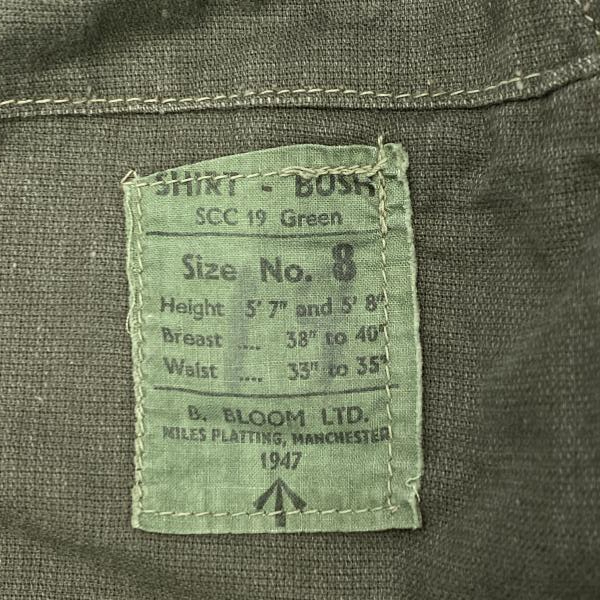 SHIRT - BUSH
SCC 19 Green
Size No. 8
Height 5' 7" and 5' 8"
Breast .... 38" to 40"
Waist .... 33" to 35"
B. BLOOM LTD.
MILES PLATTING, MANCHESTER
1947